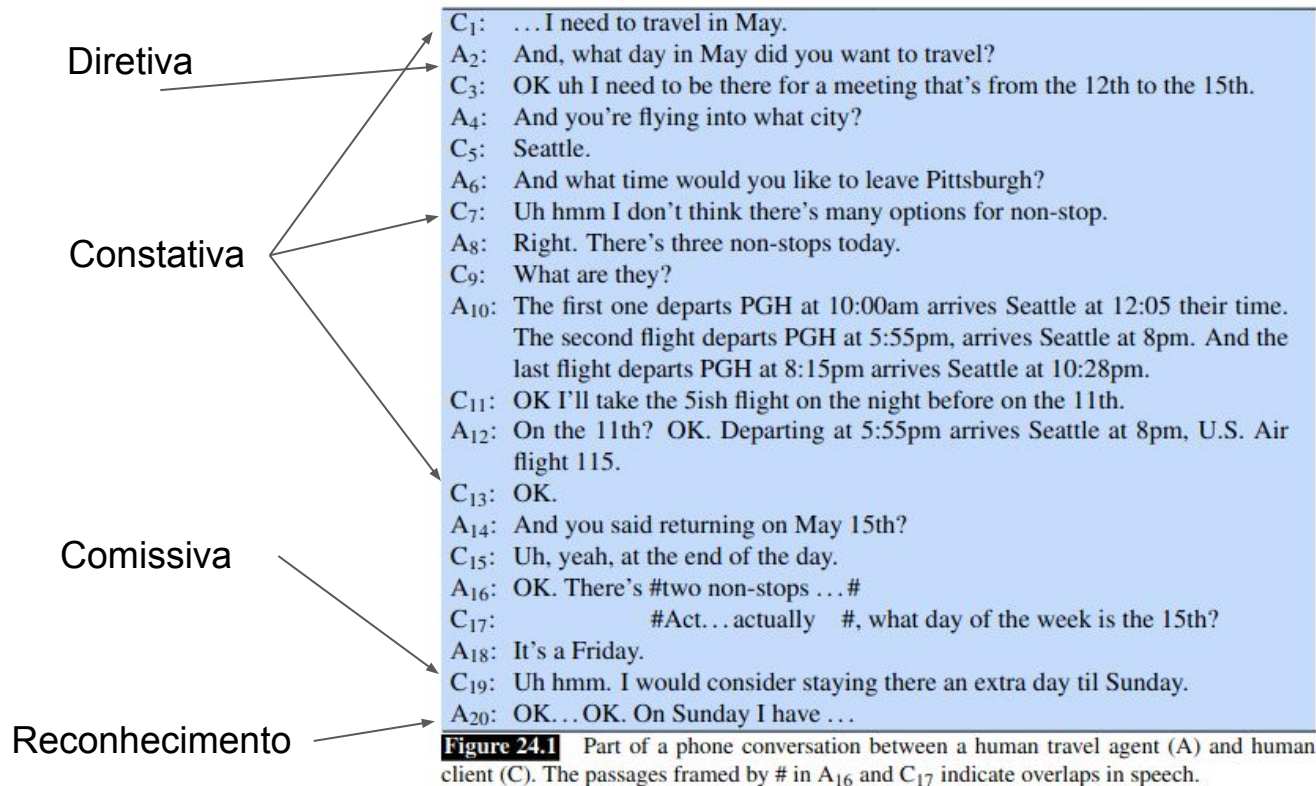 Diretiva
Constativa
Comissiva
Reconhecimento
C1: …I need to travel in May.
A2: And, what day in May did you want to travel?
C3: OK uh I need to be there for a meeting that's from the 12th to the 15th.
A4: And you're flying into what city?
C5: Seattle.
A6: And what time would you like to leave Pittsburgh?
C7: Uh hmm I don't think there's many options for non-stop.
A8: Right. There's three non-stops today.
C9: What are they?
A10: The first one departs PGH at 10:00am arrives Seattle at 12:05 their time.
The second flight departs PGH at 5:55pm, arrives Seattle at 8pm. And the
last flight departs PGH at 8:15pm arrives Seattle at 10:28pm.
C11: OK I'll take the 5ish flight on the night before on the 11th.
A12: On the 11th? OK. Departing at 5:55pm arrives Seattle at 8pm, U.S. Air
flight 115.
C13: OK.
A14: And you said returning on May 15th?
C15: Uh, yeah, at the end of the day.
A16: OK. There's #two non-stops …#
C17: #Act…actually #, what day of the week is the 15th?
A18: It's a Friday.
C19: Uh hmm. I would consider staying there an extra day til Sunday.
A20: OK…OK. On Sunday I have …
Figure 24.1 Part of a phone conversation between a human travel agent (A) and human
client (C). The passages framed by # in A16 and C17 indicate overlaps in speech.